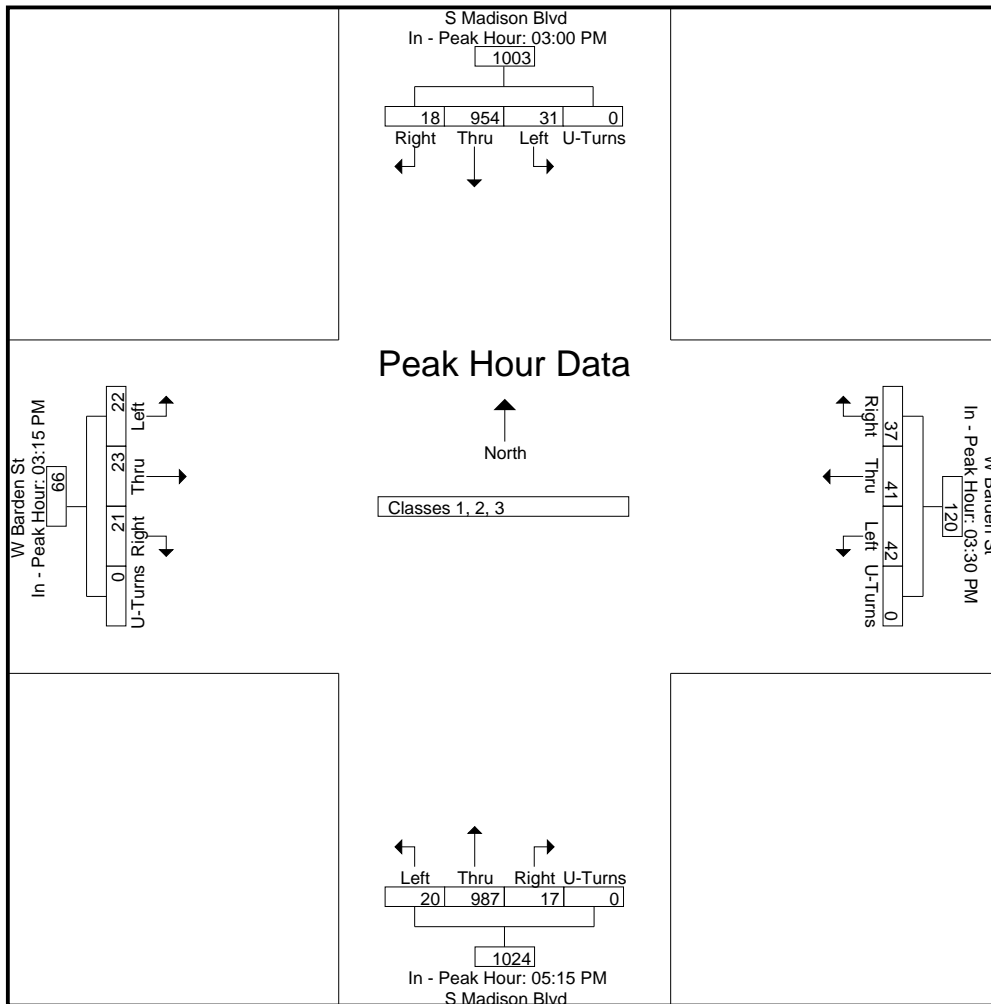 S Madison Blvd
In - Peak Hour: 03:00 PM
1003
18 954 31 0
Right Thru Left U-Turns
Peak Hour Data
North
Classes 1, 2, 3
W Barden St
In - Peak Hour: 03:15 PM
66
22 23 21 0
Left Thru Right U-Turns
W Barden St
In - Peak Hour: 03:30 PM
120
37 41 42 0
Right Thru Left U-Turns
Left Thru Right U-Turns
20 987 17 0
1024
In - Peak Hour: 05:15 PM
S Madison Blvd